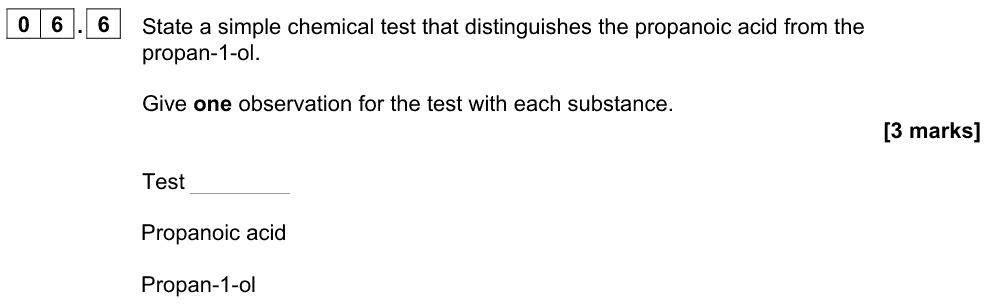 0 6 . 6 State a simple chemical test that distinguishes the propanoic acid from the
propan-1-ol.
Give one observation for the test with each substance.
[3 marks]
Test
Propanoic acid
Propan-1-ol